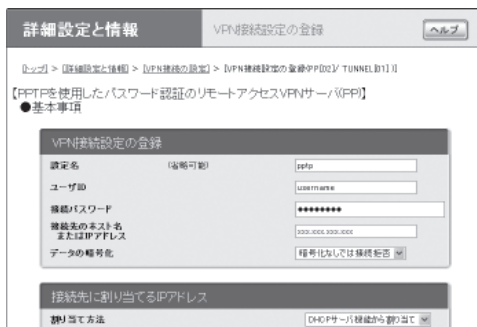 詳細設定と情報
VPN接続設定の登録
ヘルプ
[トップ] > [詳細設定と情報] > [VPN接続の設定] > [VPN接続設定の登録(PP[02]/ TUNNEL[01])]
【PPTPを使用したパスワード認証のリモートアクセスVPNサーバ(PP)】
●基本事項
VPN接続設定の登録
設定名 (省略可能) pptp
ユーザID username
接続パスワード ●●●●●●●●
接続先のホスト名
またはIPアドレス xxx.xxx.xxx.xxx
データの暗号化 暗号化なしでは接続拒否
接続先に割り当てるIPアドレス
割り当て方法 DHCPサーバ機能から割り当て